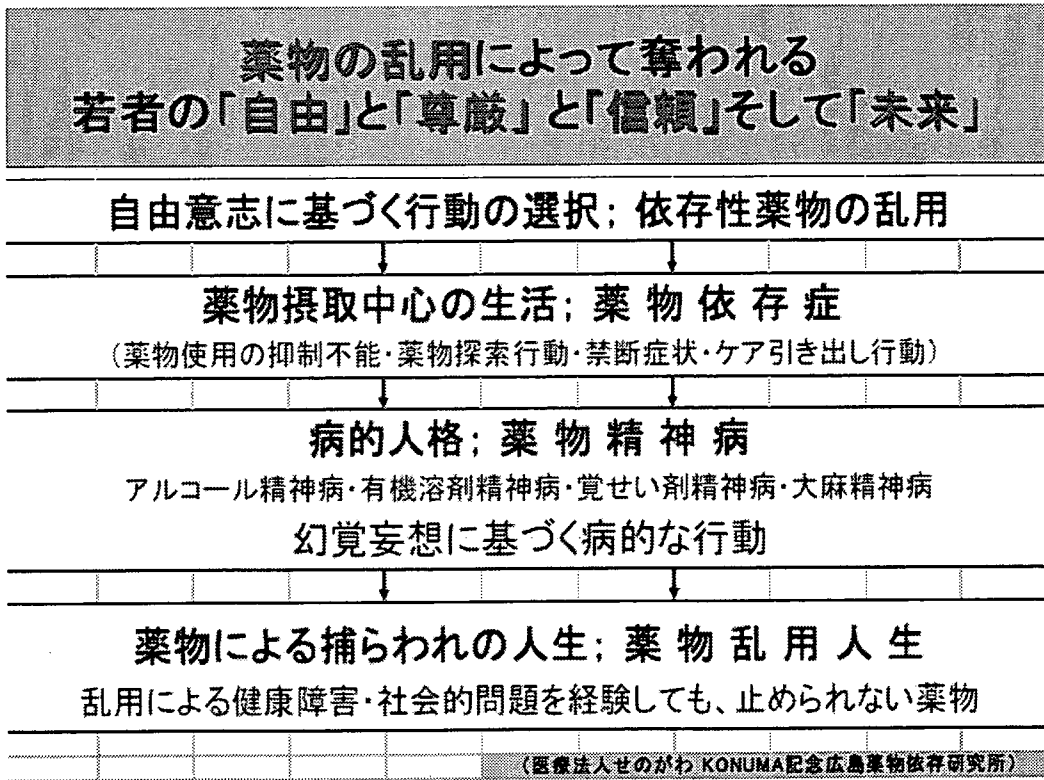 薬物の乱用によって奪われる
若者の「自由」と「尊厳」と「信頼」そして「未来」
自由意志に基づく行動の選択; 依存性薬物の乱用
薬物摂取中心の生活; 薬 物 依 存 症
(薬物使用の抑制不能・薬物探索行動・禁断症状・ケア引き出し行動)
病的人格; 薬 物 精 神 病
アルコール精神病・有機溶剤精神病・覚せい剤精神病・大麻精神病
幻覚妄想に基づく病的な行動
薬物による捕らわれの人生; 薬 物 乱 用 人 生
乱用による健康障害・社会的問題を経験しても、止められない薬物
(医療法人せのがわ KONUMA記念広島薬物依存研究所)